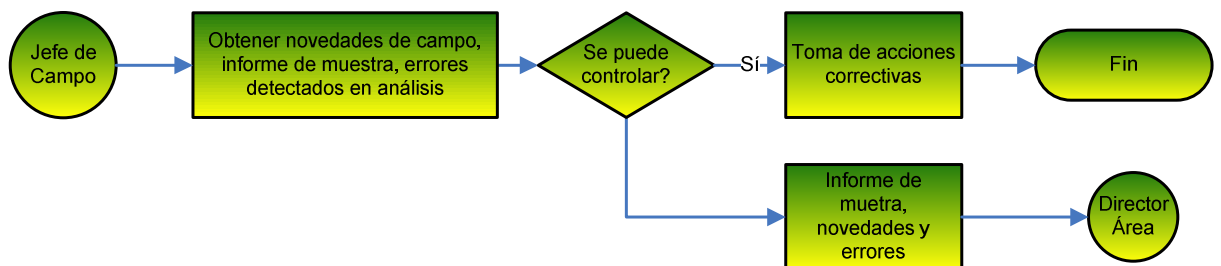 Jefe de
Campo
Obtener novedades de campo,
informe de muestra, errores
detectados en análisis
Se puede
controlar?
Sí
Toma de acciones
correctivas
Fin
Informe de
muetra,
novedades y
errores
Director
Área